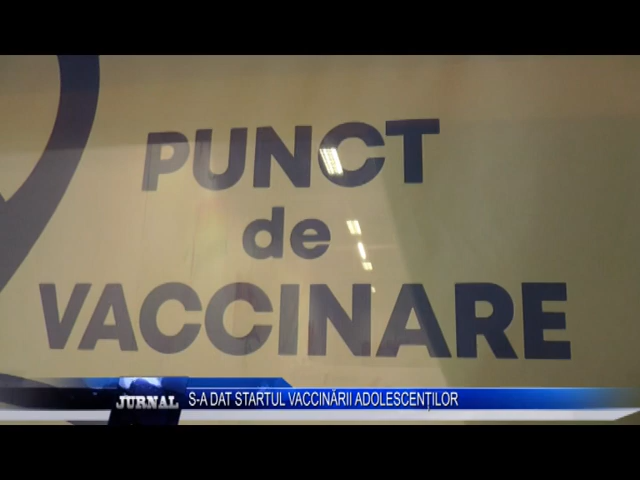 PUNCT
de
VACCINARE
JURNAL
S-A DAT STARTUL VACCINĂRII ADOLESCENȚILOR